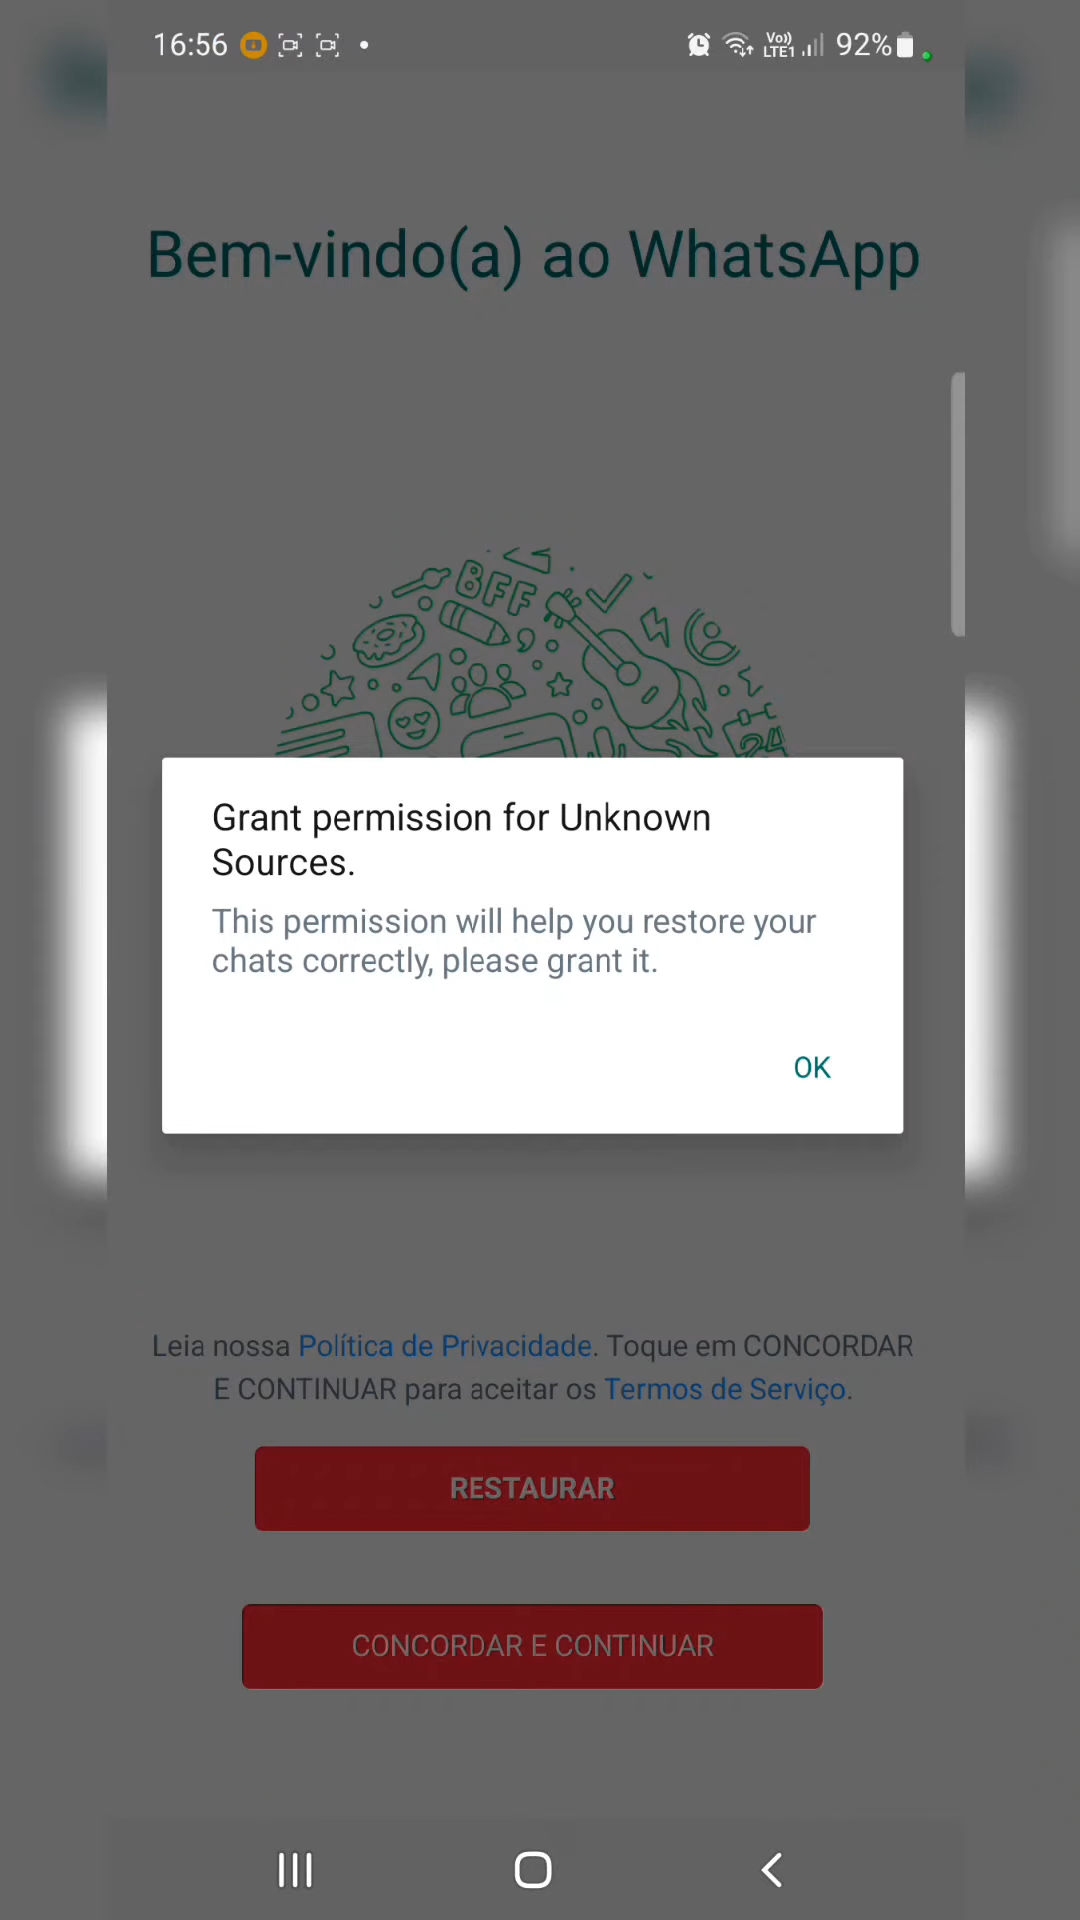 16:56
Vo)) LTE1 92%
Bem-vindo(a) ao WhatsApp
BFF
24
Grant permission for Unknown
Sources.
This permission will help you restore your
chats correctly, please grant it.
OK
Leia nossa Política de Privacidade. Toque em CONCORDAR
E CONTINUAR para aceitar os Termos de Serviço.
RESTAURAR
CONCORDAR E CONTINUAR